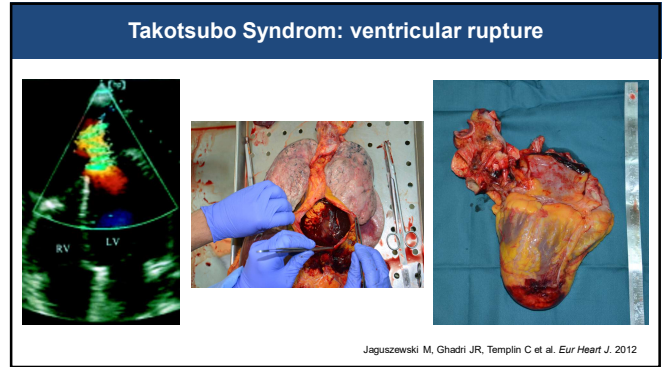 Takotsubo Syndrom: ventricular rupture
RV
LV
Jaguszewski M, Ghadri JR, Templin C et al. Eur Heart J. 2012